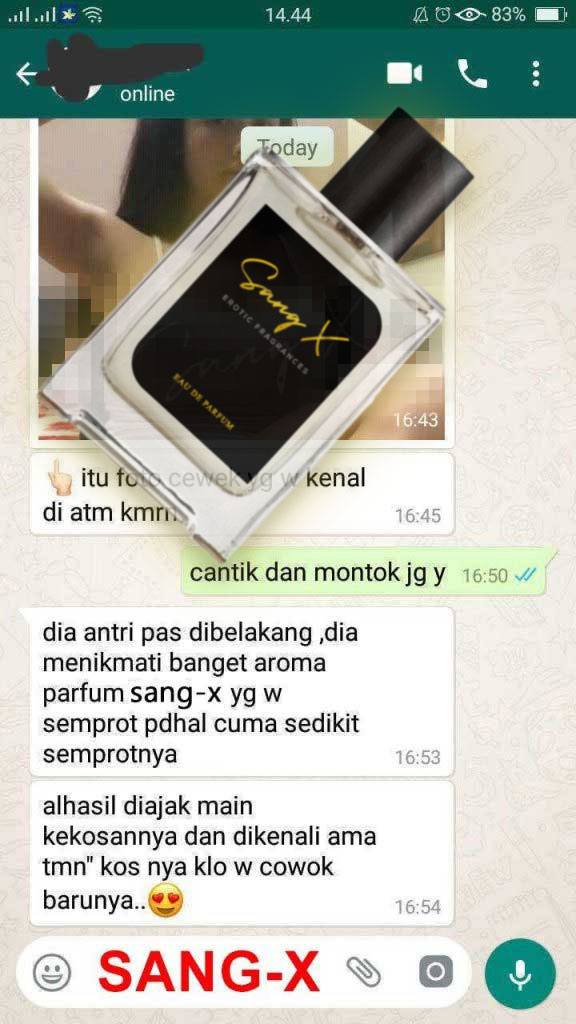 14.44
83%
online
Today
Sang X
EROTIC FRAGRANCES
EAU DE PARFUM
16:43
itu foto cewek yg w kenal
di atm kmrn
16:45
cantik dan montok jg y
16:50
dia antri pas dibelakang ,dia
menikmati banget aroma
parfum sang-x yg w
semprot pdhal cuma sedikit
semprotnya
16:53
alhasil diajak main
kekosannya dan dikenali ama
tmn" kos nya klo w cowok
barunya..
16:54
SANG-X